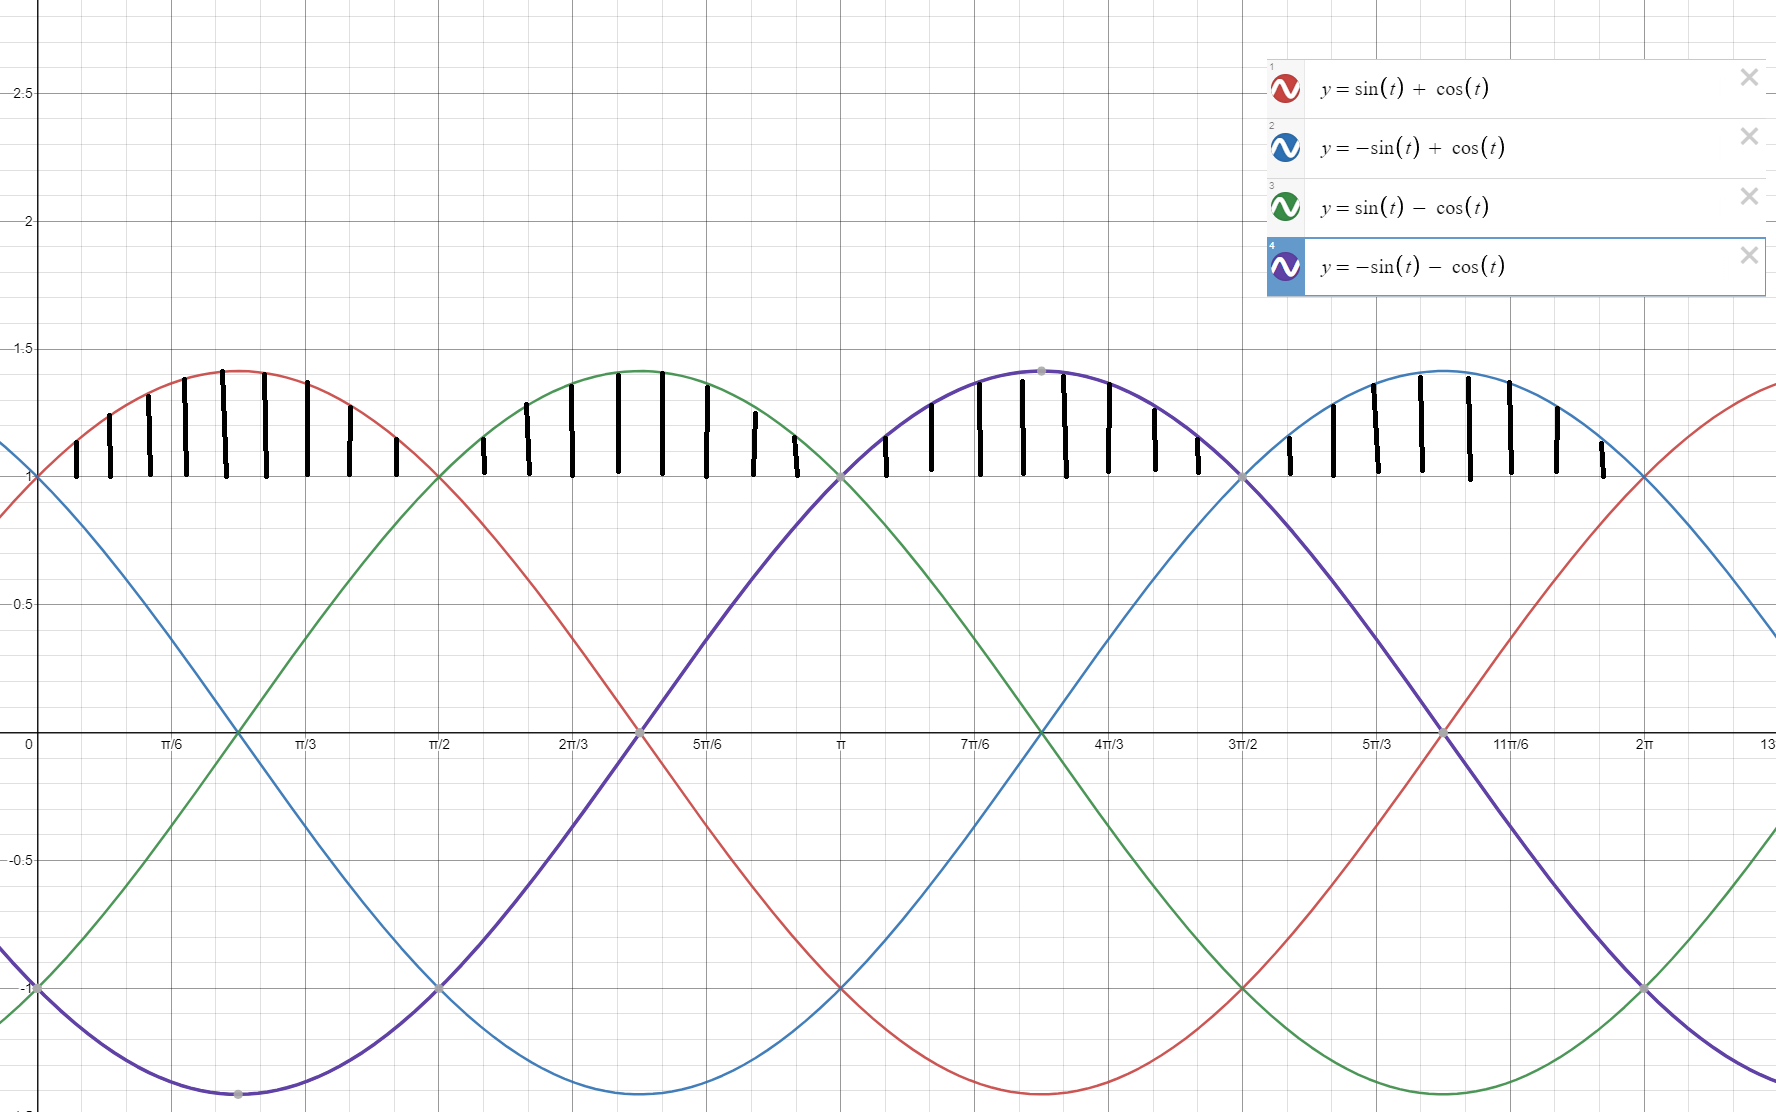 2.5
1
y = sin(t) + cos(t)
2
y = −sin(t) + cos(t)
3
y = sin(t) − cos(t)
2
4
y = −sin(t) − cos(t)
1.5
1
0.5
0 π/6 π/3 π/2 2π/3 5π/6 π 7π/6 4π/3 3π/2 5π/3 11π/6 2π 13
-0.5
-1